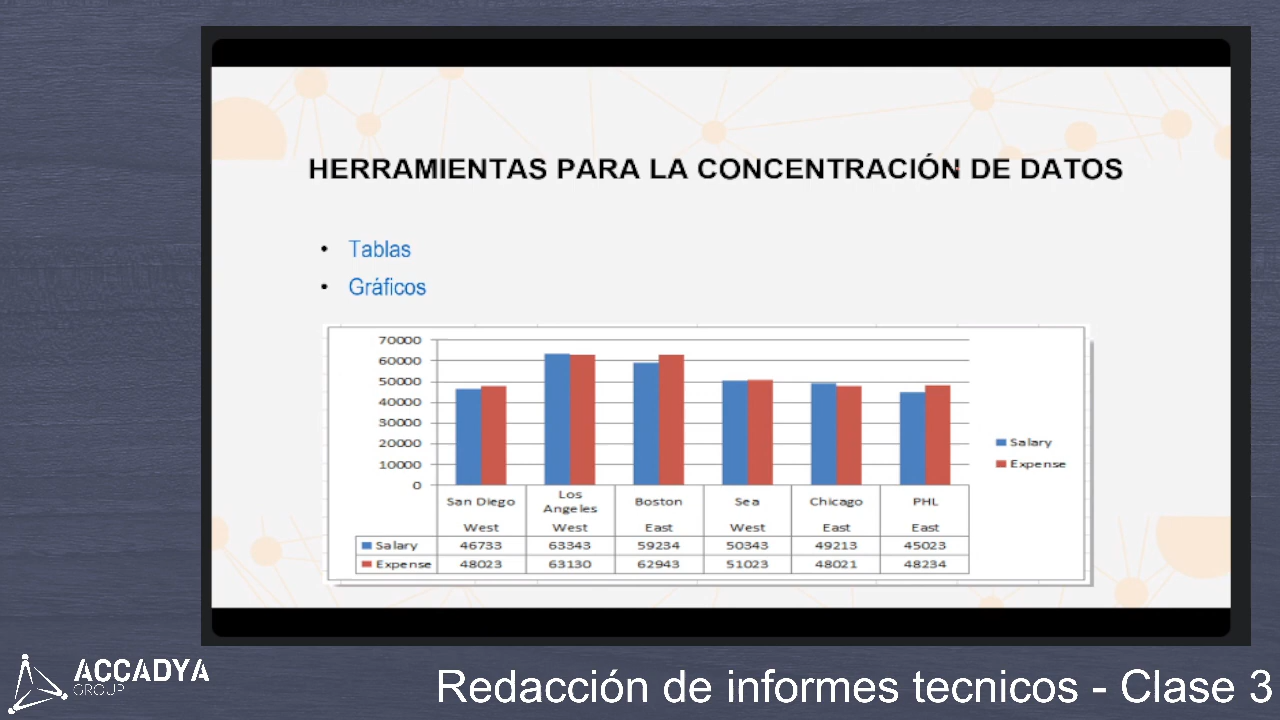 HERRAMIENTAS PARA LA CONCENTRACIÓN DE DATOS
• Tablas
• Gráficos
70000
60000
50000
40000
30000
20000
10000
0
Salary
Expense
San Diego Los Angeles Boston Sea Chicago PHL
West West East West East East
Salary 46733 63343 59234 50343 49213 45023
Expense 48023 63130 62943 51023 48021 48234
ACCADYA
GROUP
Redacción de informes tecnicos - Clase 3